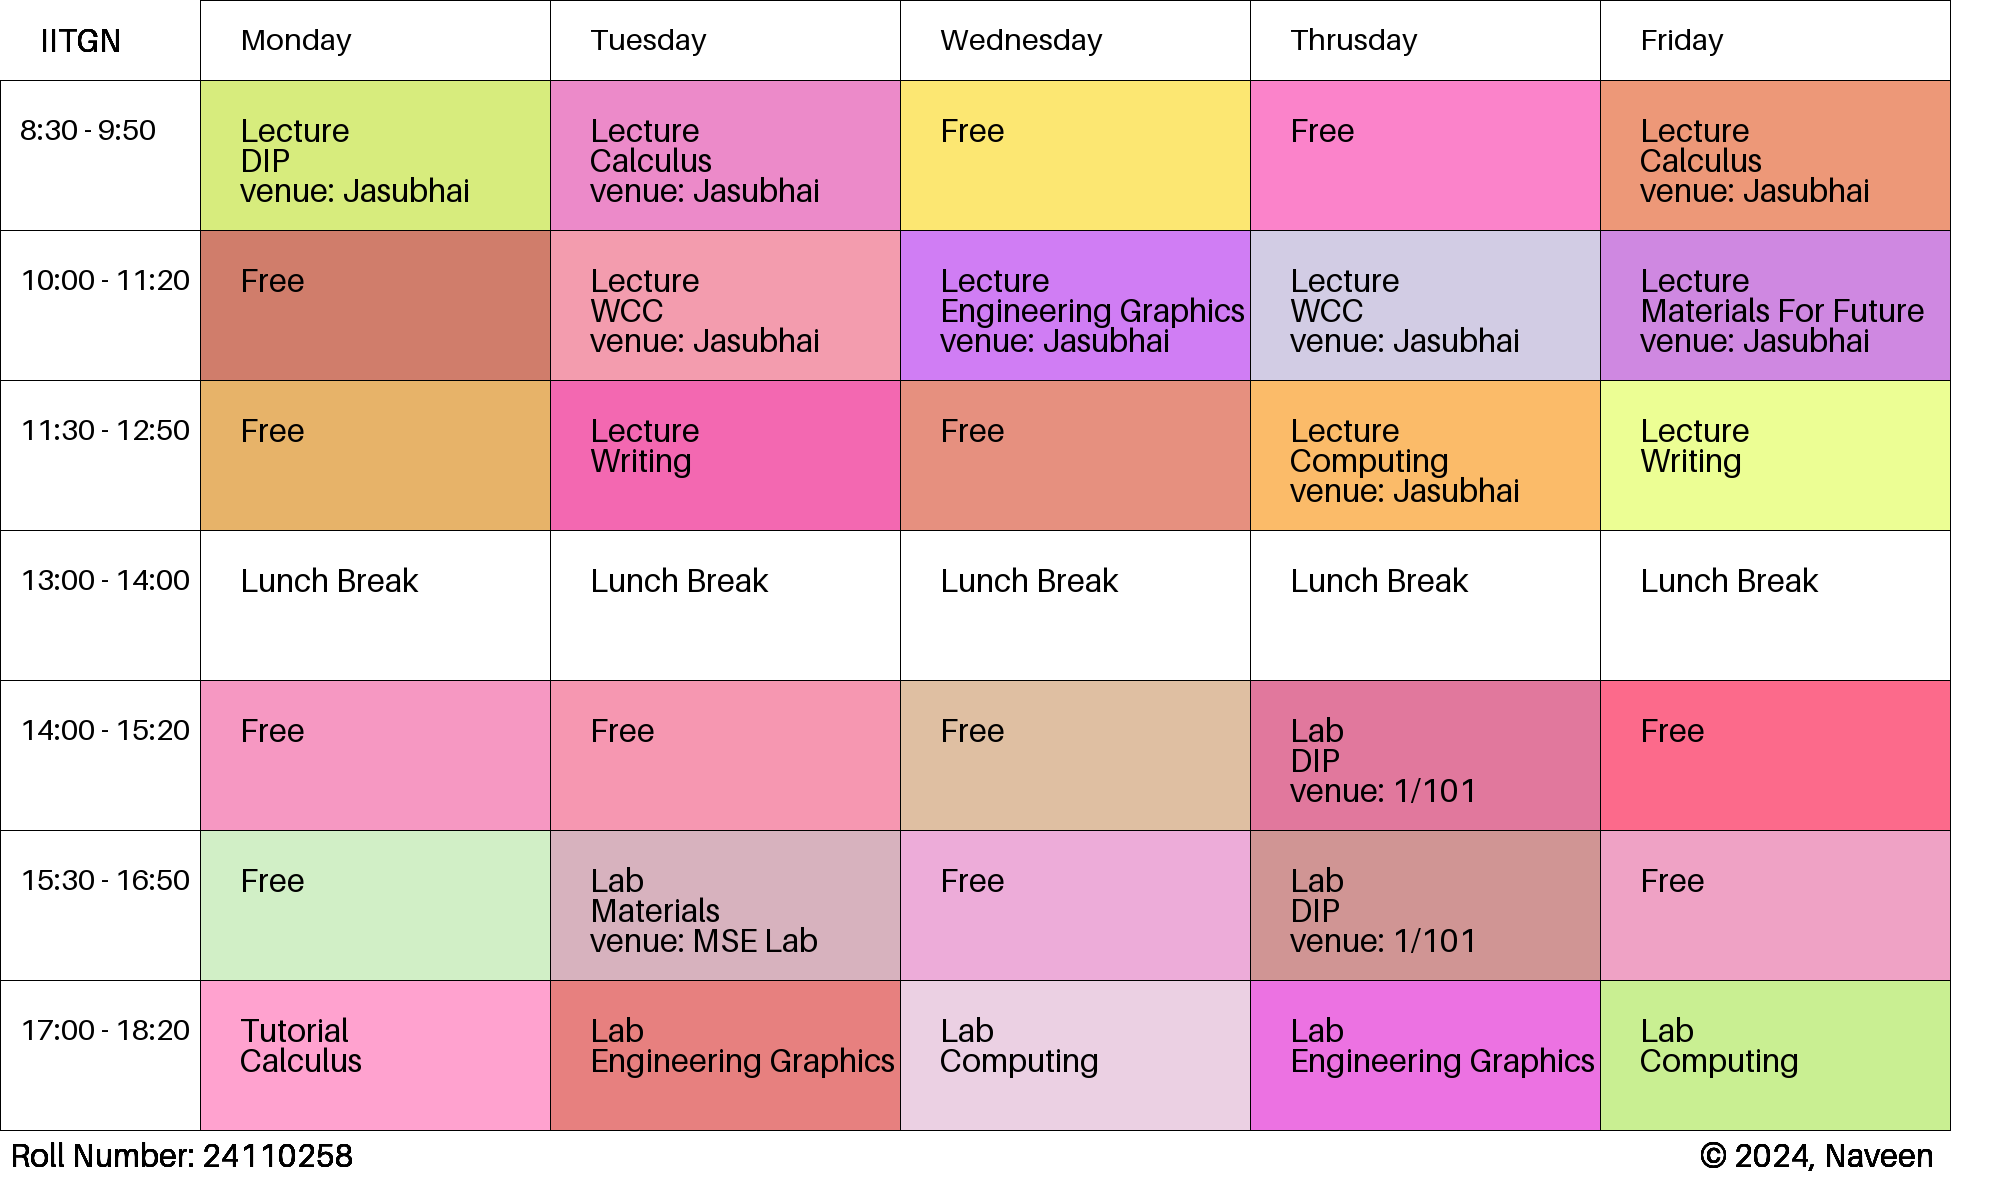 IITGN
Monday
Tuesday
Wednesday
Thrusday
Friday
8:30 - 9:50
Lecture
DIP
venue: Jasubhai
Lecture
Calculus
venue: Jasubhai
Free
Free
Lecture
Calculus
venue: Jasubhai
10:00 - 11:20
Free
Lecture
WCC
venue: Jasubhai
Lecture
Engineering Graphics
venue: Jasubhai
Lecture
WCC
venue: Jasubhai
Lecture
Materials For Future
venue: Jasubhai
11:30 - 12:50
Free
Lecture
Writing
Free
Lecture
Computing
venue: Jasubhai
Lecture
Writing
13:00 - 14:00
Lunch Break
Lunch Break
Lunch Break
Lunch Break
Lunch Break
14:00 - 15:20
Free
Free
Free
Lab
DIP
venue: 1/101
Free
15:30 - 16:50
Free
Lab
Materials
venue: MSE Lab
Free
Lab
DIP
venue: 1/101
Free
17:00 - 18:20
Tutorial
Calculus
Lab
Engineering Graphics
Lab
Computing
Lab
Engineering Graphics
Lab
Computing
Roll Number: 24110258
© 2024, Naveen